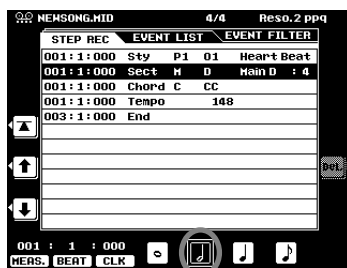 NEWSONG.MID 4/4 Reso.2 ppq
STEP REC EVENT LIST EVENT FILTER
001:1:000 Sty P1 01 Heart Beat
001:1:000 Sect M D Main D : 4
001:1:000 Chord C CC
001:1:000 Tempo 148
003:1:000 End
DeL.
001 : 1 : 000
MEAS. BEAT CLK